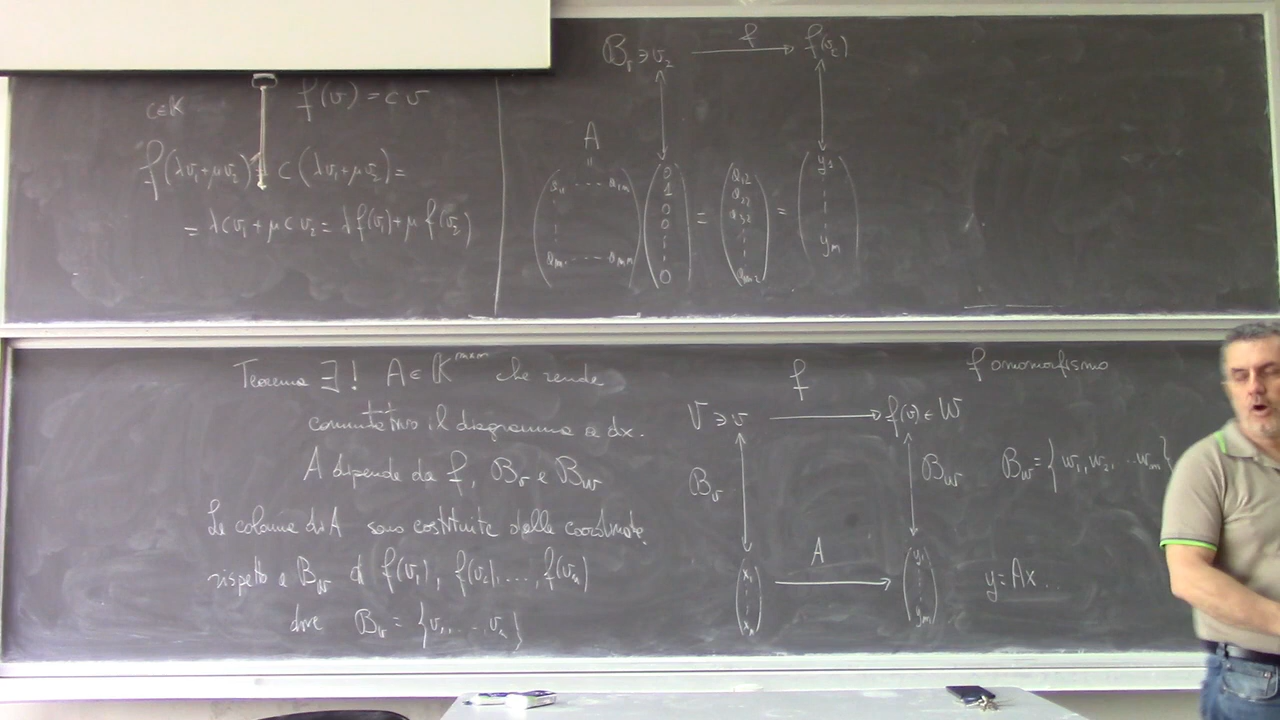 c∈K
f(v) = c v
f(λv₁+μv₂) = c(λv₁+μv₂) =
= λcv₁ + μcv₂ = λf(v₁)+μ f(v₂)
B_v ∋ v₂ f f(v₂)
A
"
(a₁₁ ---- a₁ₙ
aₘ₁ ---- aₘₙ)
(0 1 0 0 ⋮ 0) = (a₁₂ a₂₂ a₃₂ ⋮ aₘ₂) = (y₁ ⋮ yₘ)
Teorema ∃! A ∈ K^{m×n} che rende
commutativo il diagramma a dx.
A dipende da f, B_v e B_w
Le colonne di A sono costituite dalle coordinate
rispetto a B_w di f(v₁), f(v₂), ..., f(vₙ)
dove B_v = {v₁, ..., vₙ}
f
f omomorfismo
V ∋ v f(v) ∈ W
B_v B_w B_w = {w₁, w₂, ... wₘ}
A
(x₁ ⋮ xₙ) (y₁ ⋮ yₘ)
y = Ax